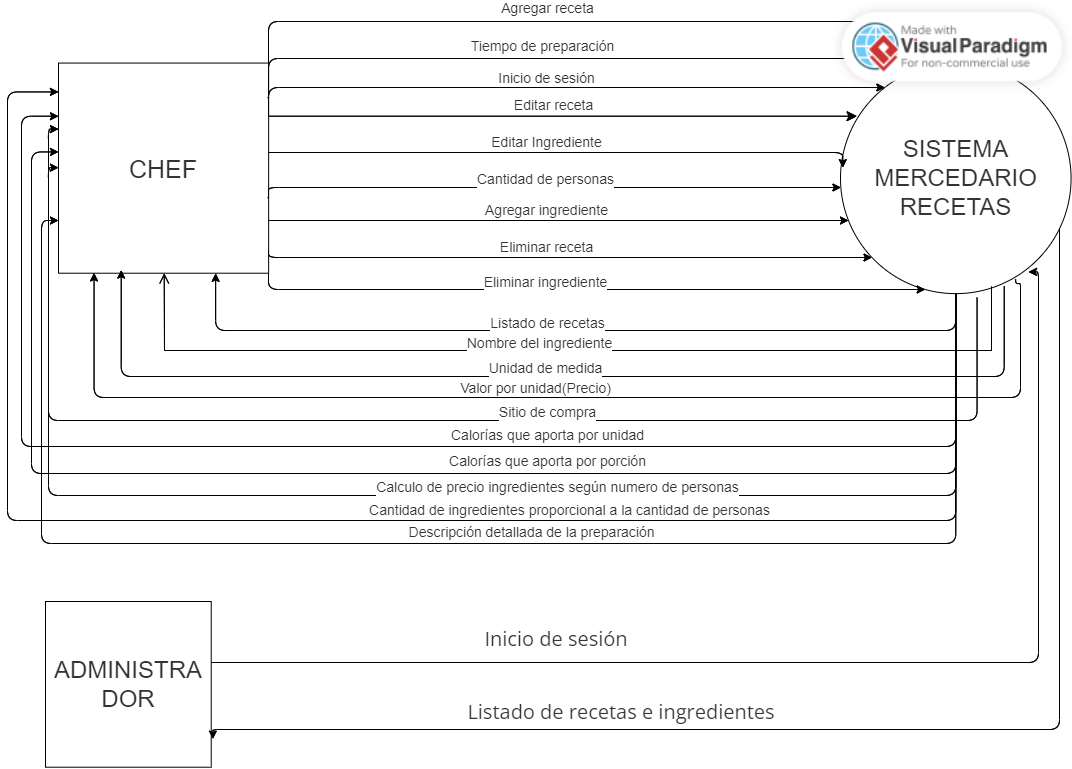 Agregar receta
Made with
Visual Paradigm
For non-commercial use
Tiempo de preparación
Inicio de sesión
Editar receta
Editar Ingrediente
CHEF
SISTEMA
MERCEDARIO
RECETAS
Cantidad de personas
Agregar ingrediente
Eliminar receta
Eliminar ingrediente
Listado de recetas
Nombre del ingrediente
Unidad de medida
Valor por unidad(Precio)
Sitio de compra
Calorías que aporta por unidad
Calorías que aporta por porción
Calculo de precio ingredientes según numero de personas
Cantidad de ingredientes proporcional a la cantidad de personas
Descripción detallada de la preparación
Inicio de sesión
ADMINISTRA
DOR
Listado de recetas e ingredientes